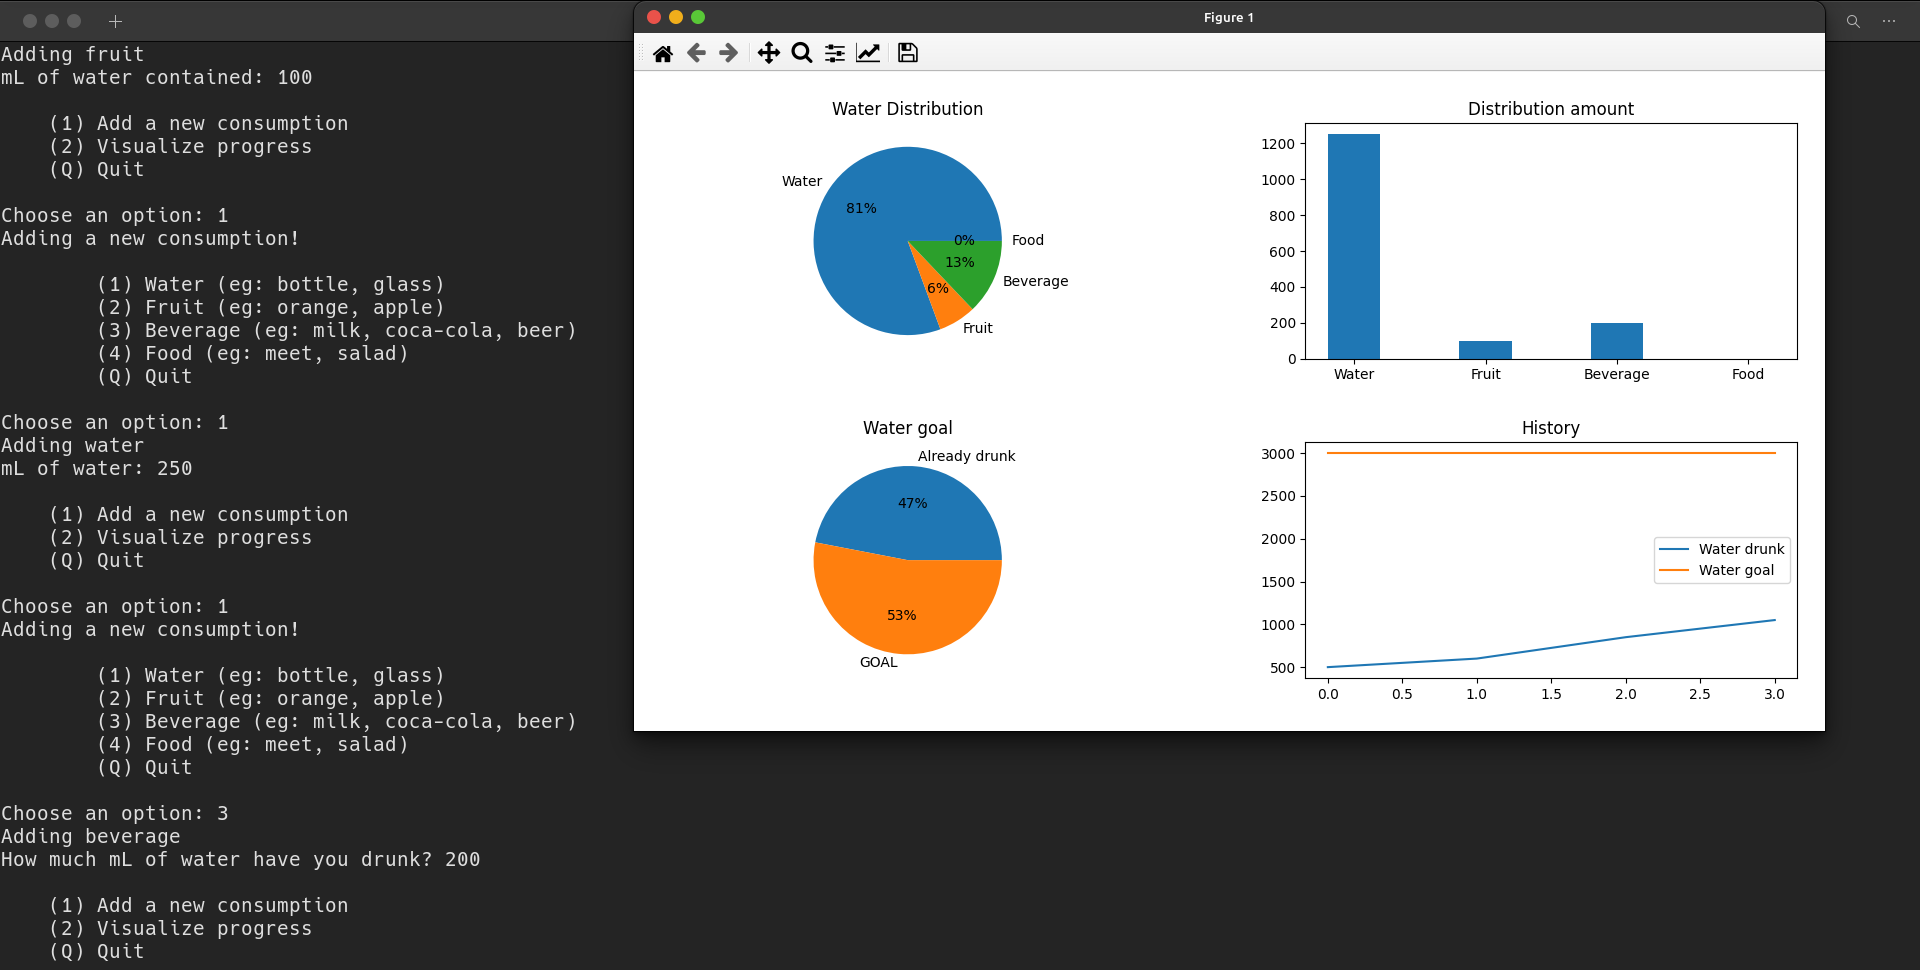 Adding fruit
mL of water contained: 100
(1) Add a new consumption
(2) Visualize progress
(Q) Quit
Choose an option: 1
Adding a new consumption!
(1) Water (eg: bottle, glass)
(2) Fruit (eg: orange, apple)
(3) Beverage (eg: milk, coca-cola, beer)
(4) Food (eg: meet, salad)
(Q) Quit
Choose an option: 1
Adding water
mL of water: 250
(1) Add a new consumption
(2) Visualize progress
(Q) Quit
Choose an option: 1
Adding a new consumption!
(1) Water (eg: bottle, glass)
(2) Fruit (eg: orange, apple)
(3) Beverage (eg: milk, coca-cola, beer)
(4) Food (eg: meet, salad)
(Q) Quit
Choose an option: 3
Adding beverage
How much mL of water have you drunk? 200
(1) Add a new consumption
(2) Visualize progress
(Q) Quit
Figure 1
Water Distribution
Water
81%
0%
Food
13%
Beverage
6%
Fruit
Distribution amount
1200
1000
800
600
400
200
0
Water Fruit Beverage Food
Water goal
Already drunk
47%
53%
GOAL
History
3000
2500
2000
1500
1000
500
Water drunk
Water goal
0.0 0.5 1.0 1.5 2.0 2.5 3.0